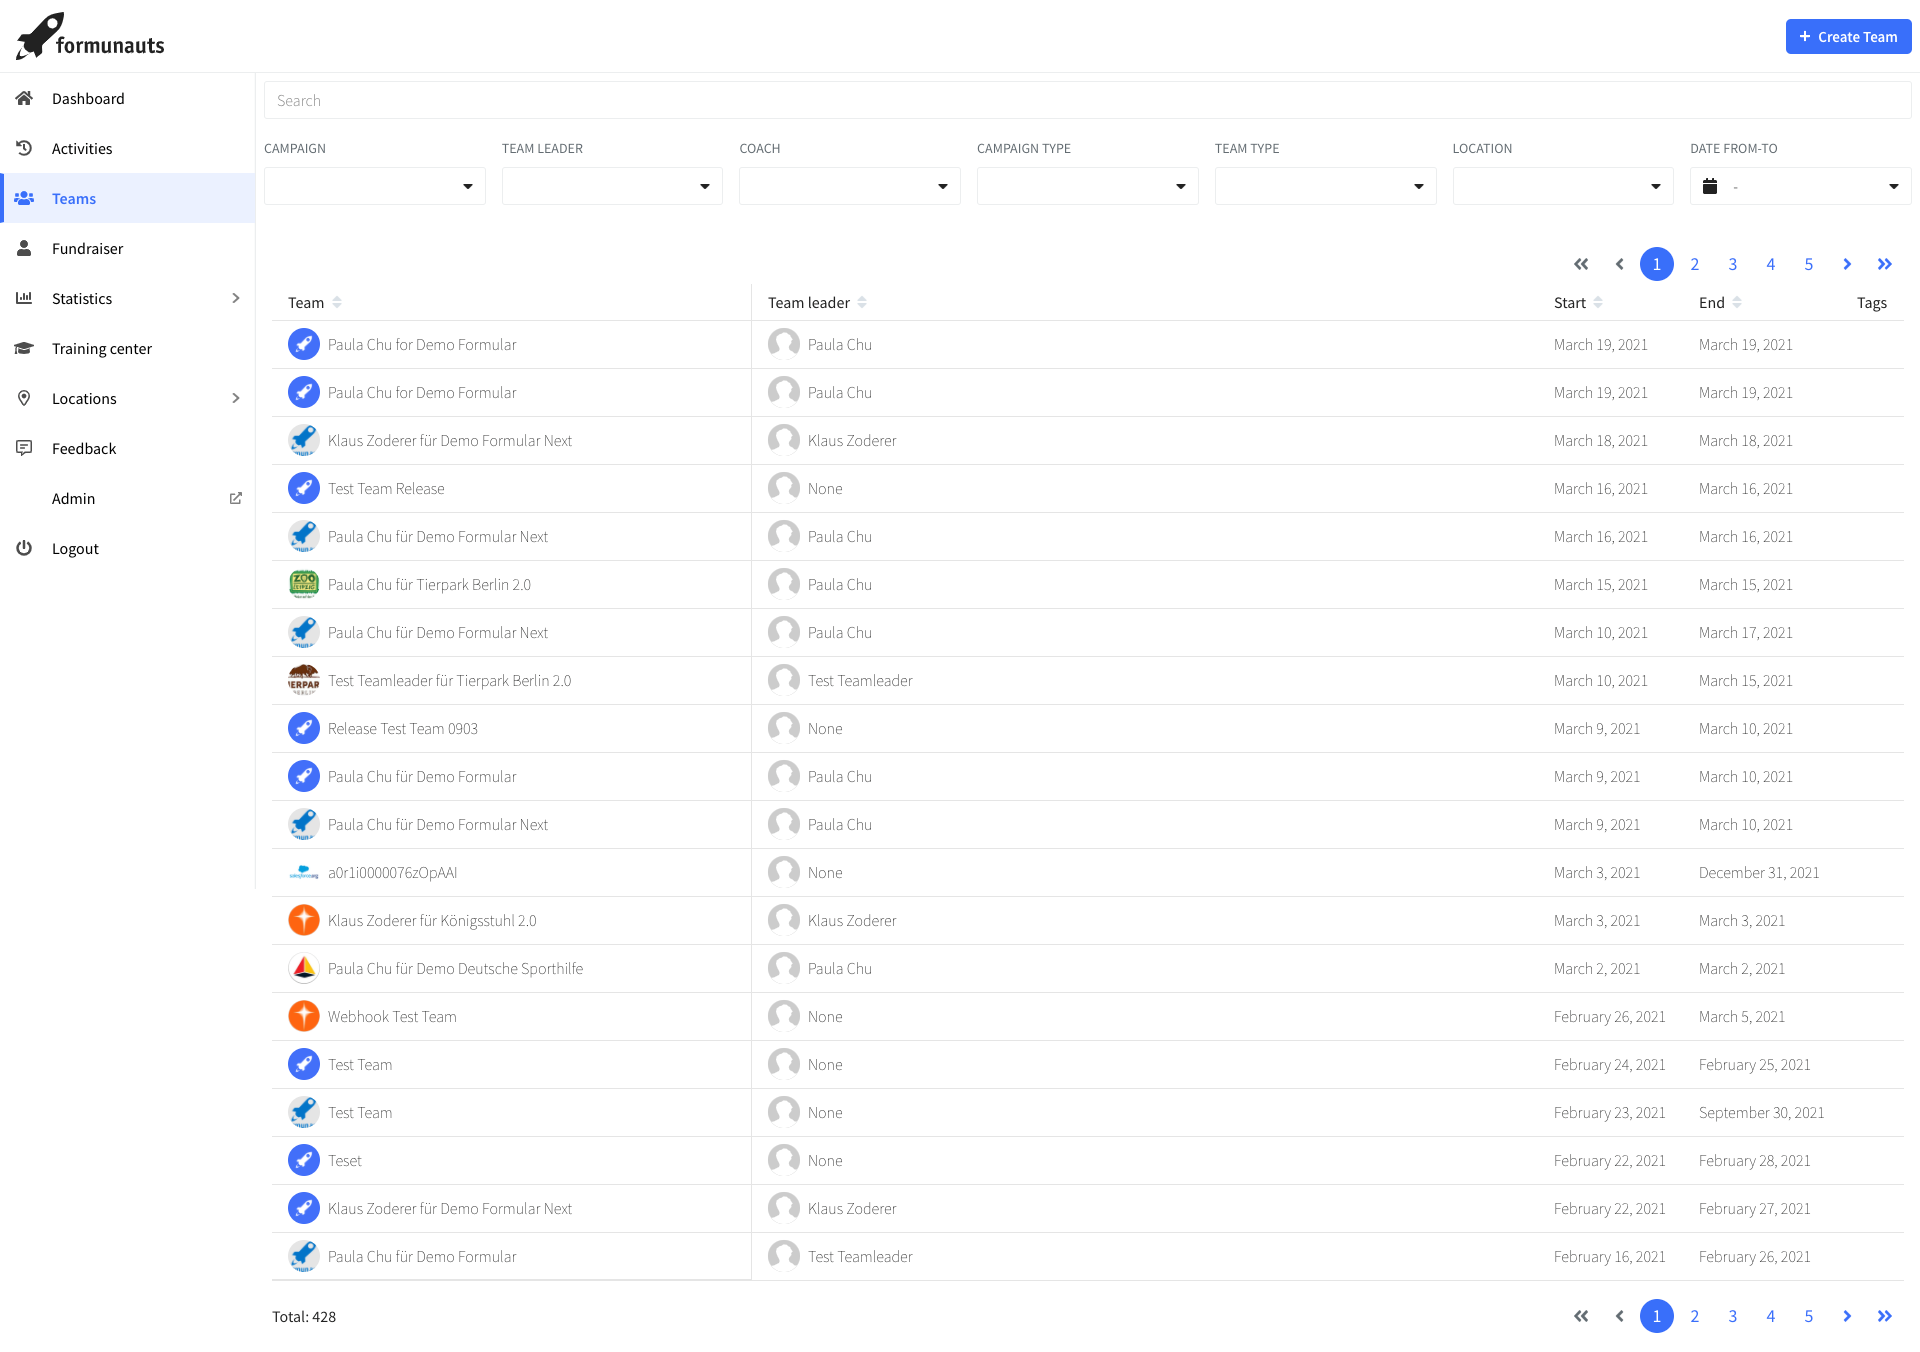 formunauts
Create Team
Dashboard
Activities
Teams
Fundraiser
Statistics
Training center
Locations
Feedback
Admin
Logout
Search
CAMPAIGN TEAM LEADER COACH CAMPAIGN TYPE TEAM TYPE LOCATION DATE FROM-TO
-
1 2 3 4 5
Team Team leader Start End Tags
Paula Chu for Demo Formular Paula Chu March 19, 2021 March 19, 2021
Paula Chu for Demo Formular Paula Chu March 19, 2021 March 19, 2021
Klaus Zoderer für Demo Formular Next Klaus Zoderer March 18, 2021 March 18, 2021
Test Team Release None March 16, 2021 March 16, 2021
Paula Chu für Demo Formular Next Paula Chu March 16, 2021 March 16, 2021
ZOO LEIPZIG Paula Chu für Tierpark Berlin 2.0 Paula Chu March 15, 2021 March 15, 2021
Paula Chu für Demo Formular Next Paula Chu March 10, 2021 March 17, 2021
Test Teamleader für Tierpark Berlin 2.0 Test Teamleader March 10, 2021 March 15, 2021
Release Test Team 0903 None March 9, 2021 March 10, 2021
Paula Chu für Demo Formular Paula Chu March 9, 2021 March 10, 2021
Paula Chu für Demo Formular Next Paula Chu March 9, 2021 March 10, 2021
a0r1i0000076zOpAAI None March 3, 2021 December 31, 2021
Klaus Zoderer für Königsstuhl 2.0 Klaus Zoderer March 3, 2021 March 3, 2021
Paula Chu für Demo Deutsche Sporthilfe Paula Chu March 2, 2021 March 2, 2021
Webhook Test Team None February 26, 2021 March 5, 2021
Test Team None February 24, 2021 February 25, 2021
Test Team None February 23, 2021 September 30, 2021
Teset None February 22, 2021 February 28, 2021
Klaus Zoderer für Demo Formular Next Klaus Zoderer February 22, 2021 February 27, 2021
Paula Chu für Demo Formular Test Teamleader February 16, 2021 February 26, 2021
Total: 428
1 2 3 4 5